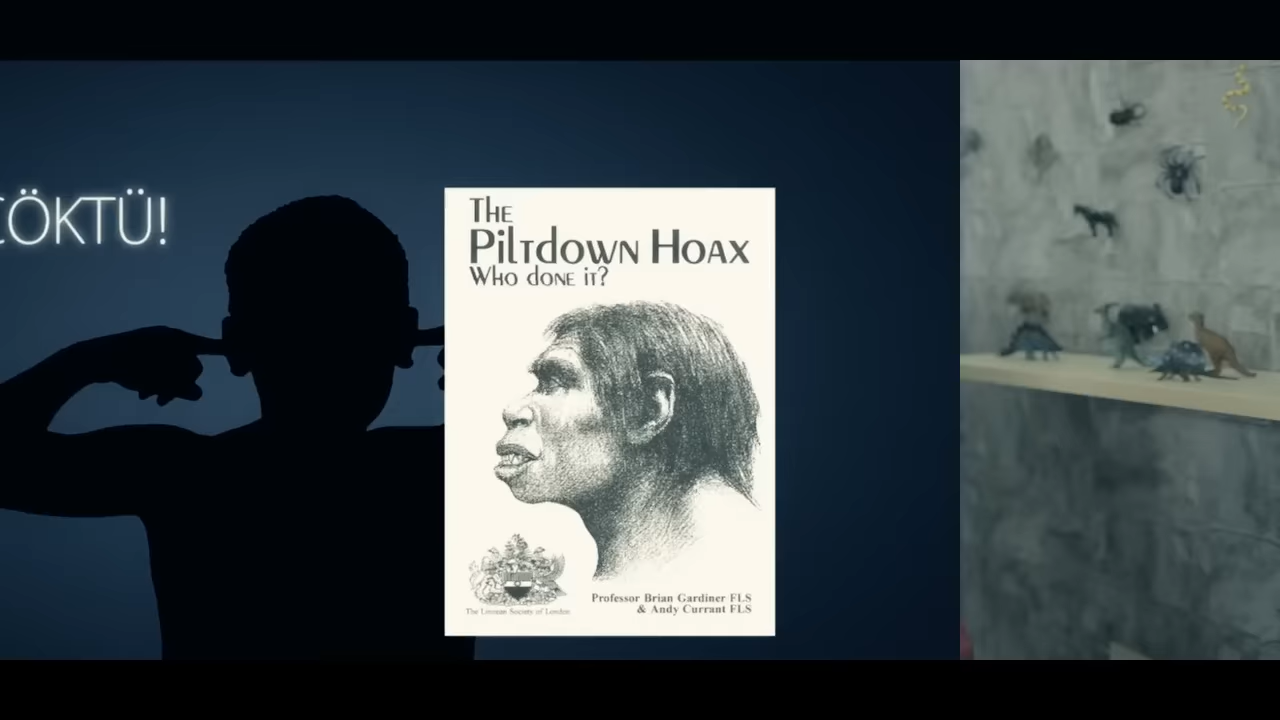 ÇÖKTÜ!
The
Piltdown Hoax
Who done it?
The Linnean Society of London
Professor Brian Gardiner FLS
& Andy Currant FLS